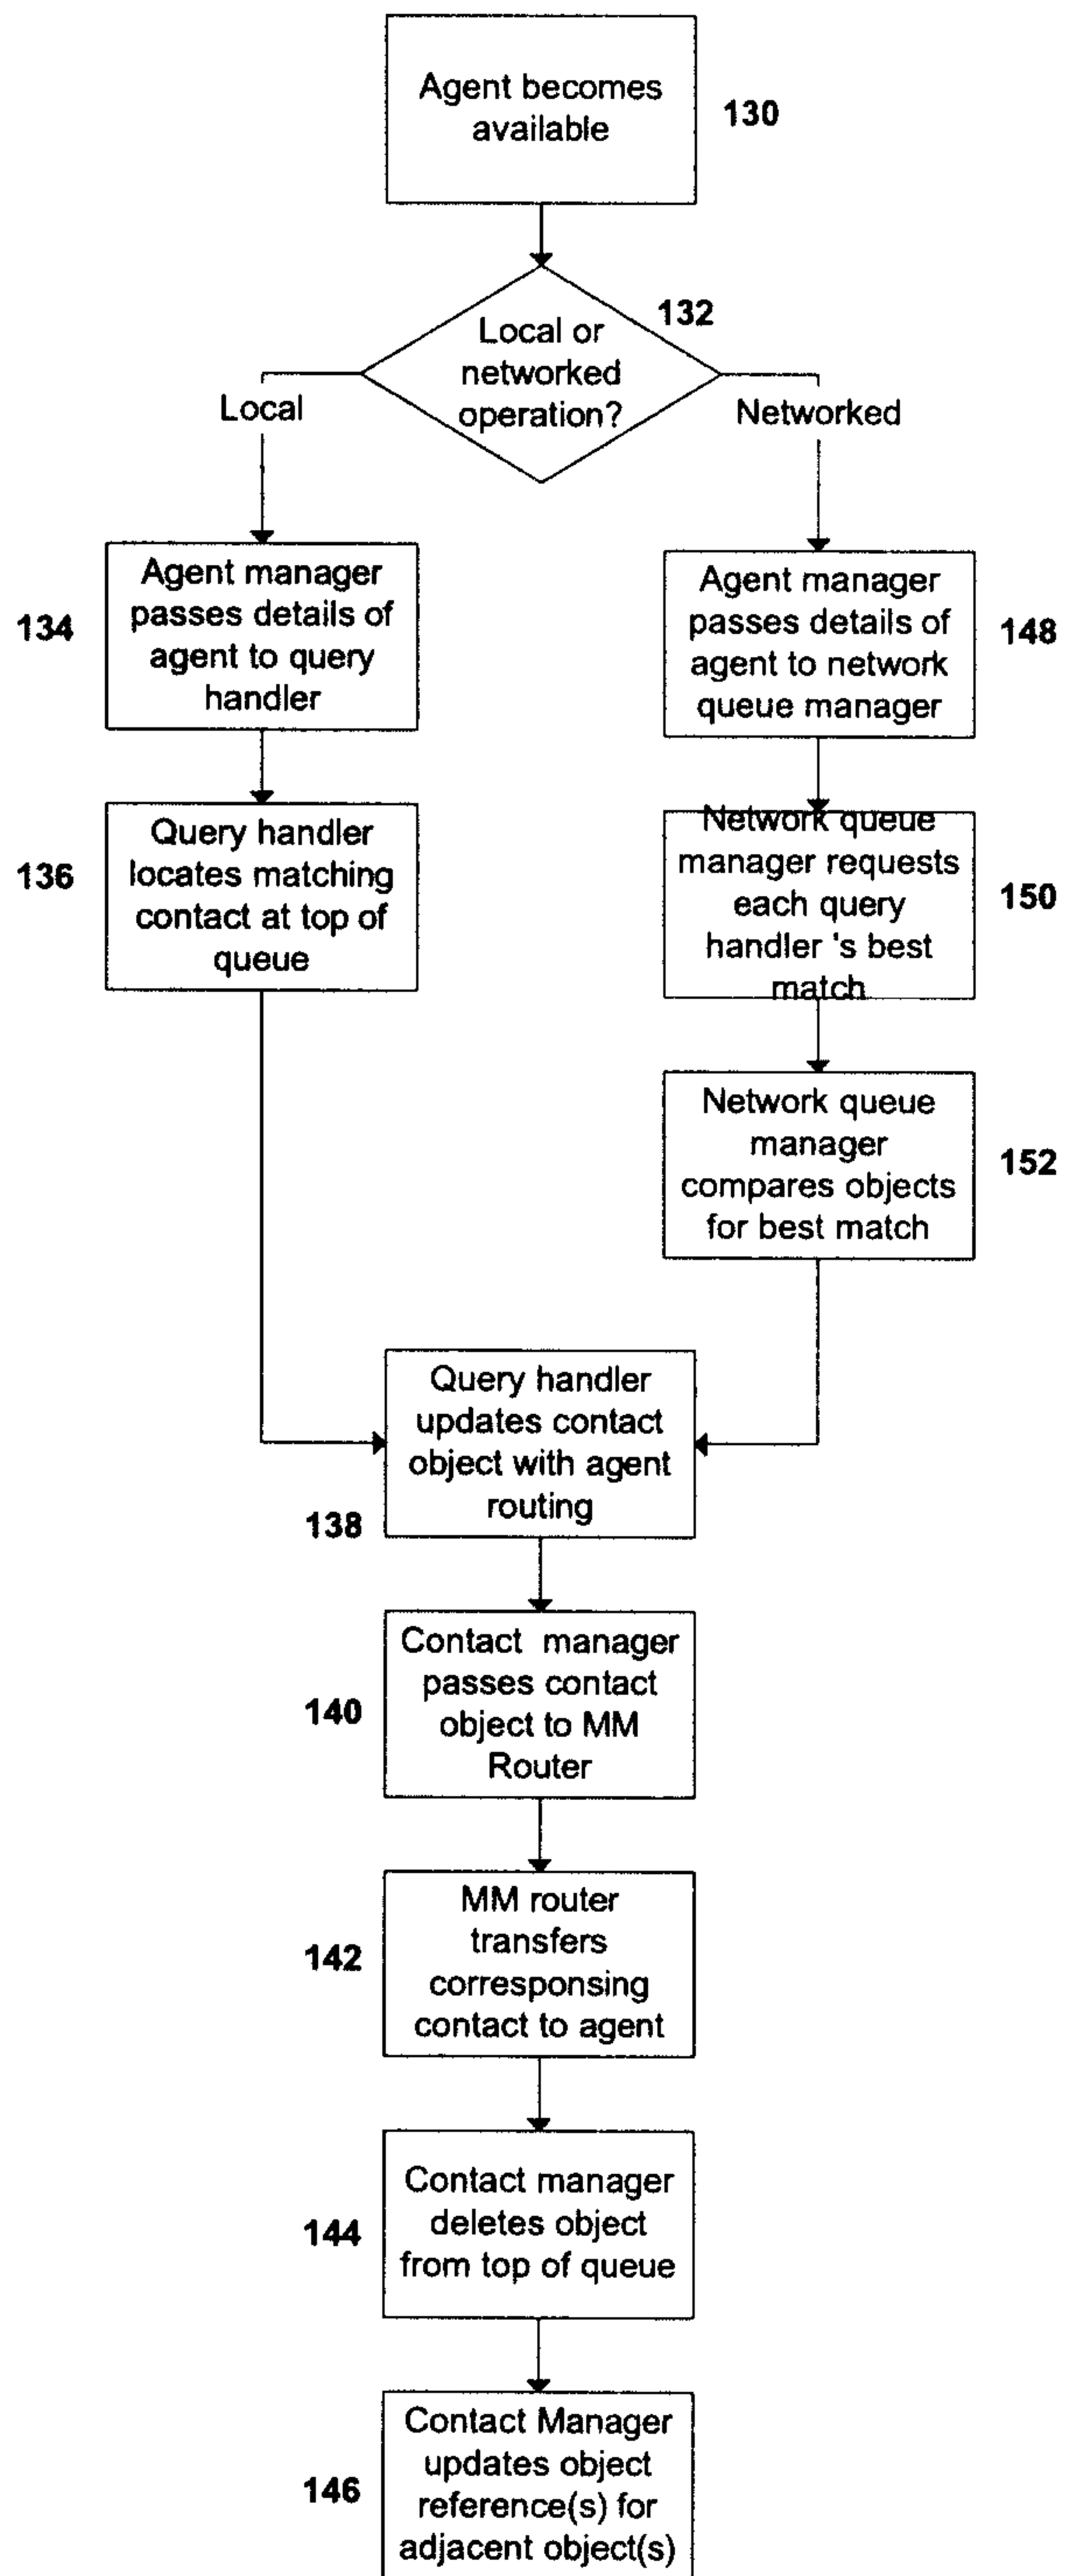 Agent becomes
available
130
132
Local or
networked
operation?
Local
Networked
134
Agent manager
passes details of
agent to query
handler
Agent manager
passes details of
agent to network
queue manager
148
136
Query handler
locates matching
contact at top of
queue
Network queue
manager requests
each query
handler 's best
match
150
Network queue
manager
compares objects
for best match
152
Query handler
updates contact
object with agent
routing
138
Contact manager
passes contact
object to MM
Router
140
MM router
transfers
corresponsing
contact to agent
142
Contact manager
deletes object
from top of queue
144
Contact Manager
updates object
reference(s) for
adjacent object(s)
146